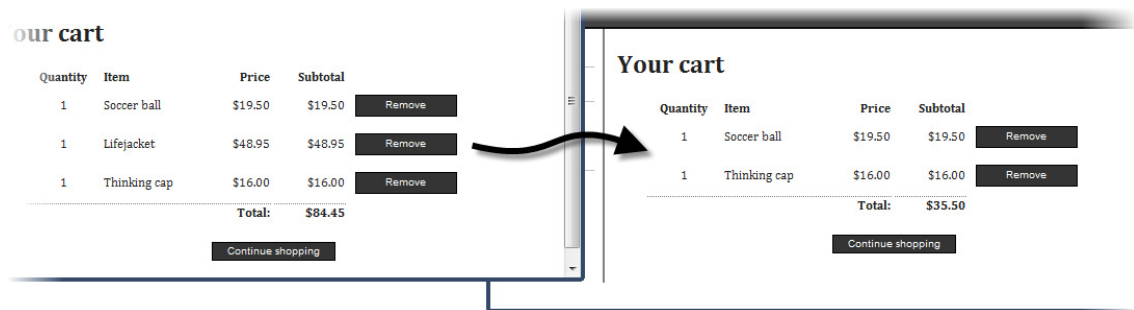 Your cart
Quantity Item Price Subtotal
1 Soccer ball $19.50 $19.50 Remove
1 Lifejacket $48.95 $48.95 Remove
1 Thinking cap $16.00 $16.00 Remove
Total: $84.45
Continue shopping
Your cart
Quantity Item Price Subtotal
1 Soccer ball $19.50 $19.50 Remove
1 Thinking cap $16.00 $16.00 Remove
Total: $35.50
Continue shopping